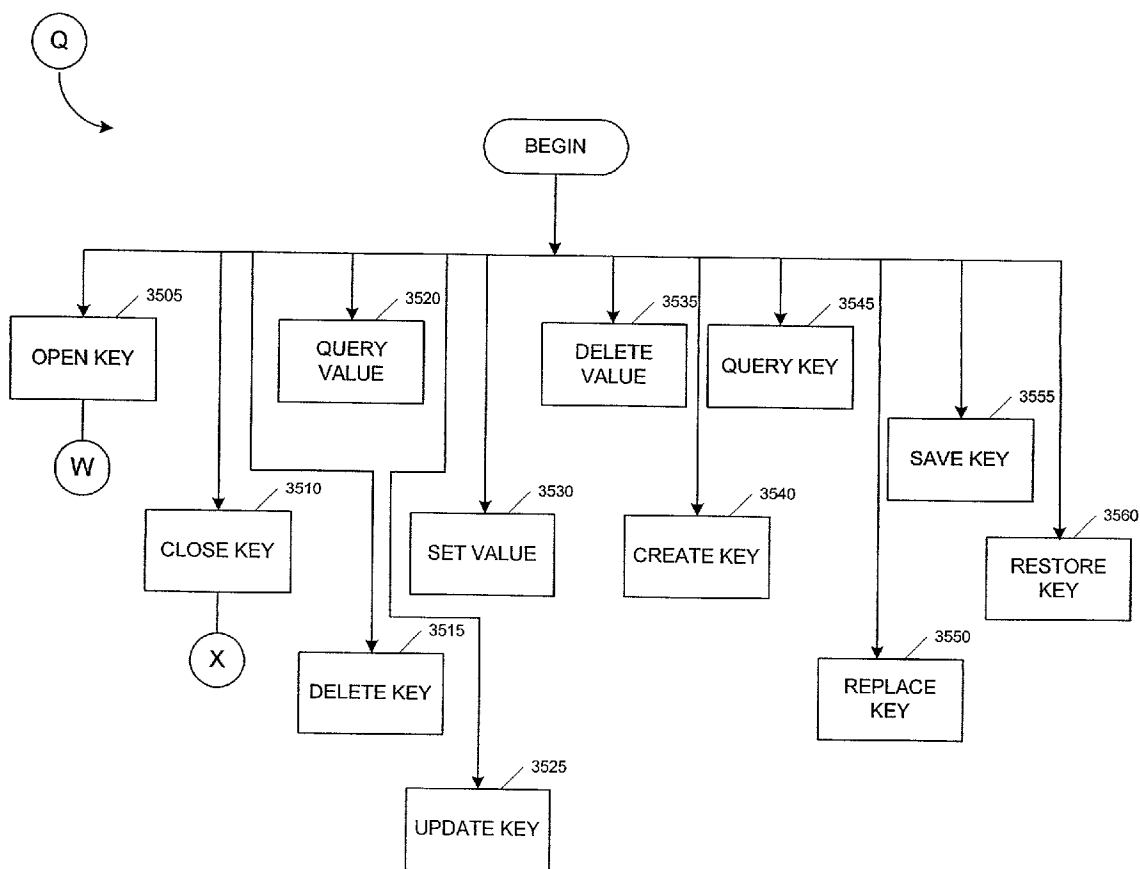 Q
BEGIN
3505
OPEN KEY
W
3520
QUERY
VALUE
3535
DELETE
VALUE
3545
QUERY KEY
3555
SAVE KEY
3510
CLOSE KEY
X
3530
SET VALUE
3540
CREATE KEY
3560
RESTORE
KEY
3515
DELETE KEY
3550
REPLACE
KEY
3525
UPDATE KEY